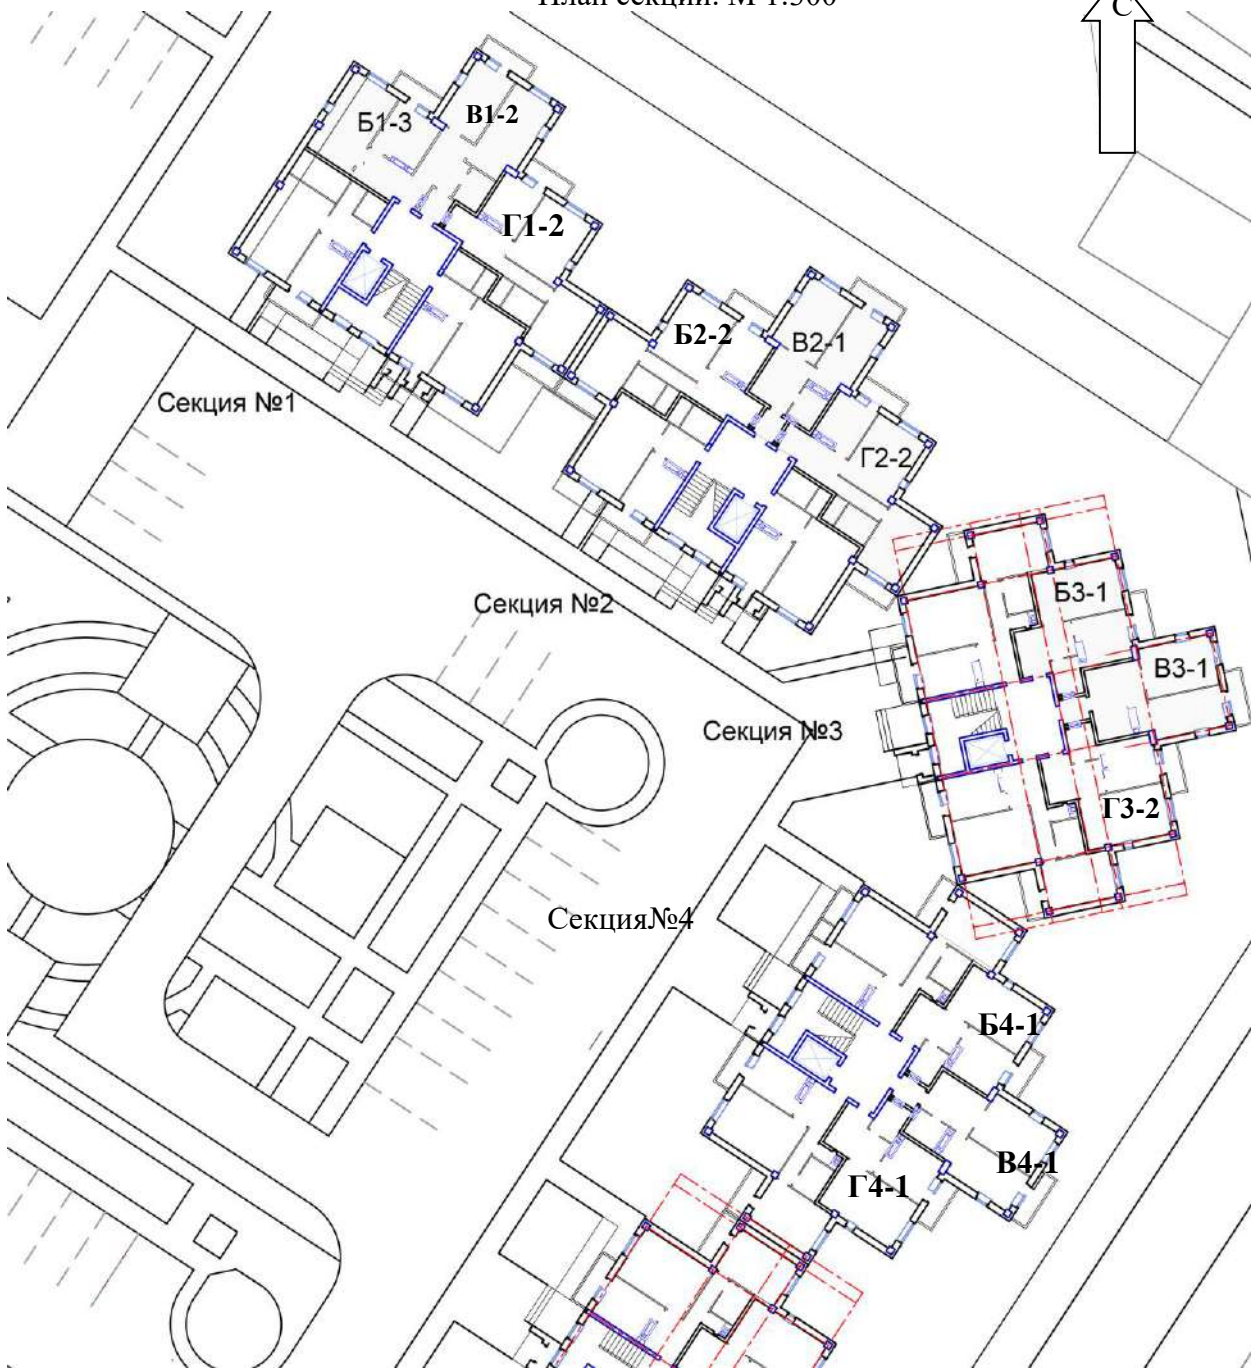 План секций. М 1:500
С
Б1-3
В1-2
Г1-2
Б2-2
В2-1
Секция №1
Г2-2
Б3-1
Секция №2
В3-1
Секция №3
Г3-2
Секция№4
Б4-1
В4-1
Г4-1